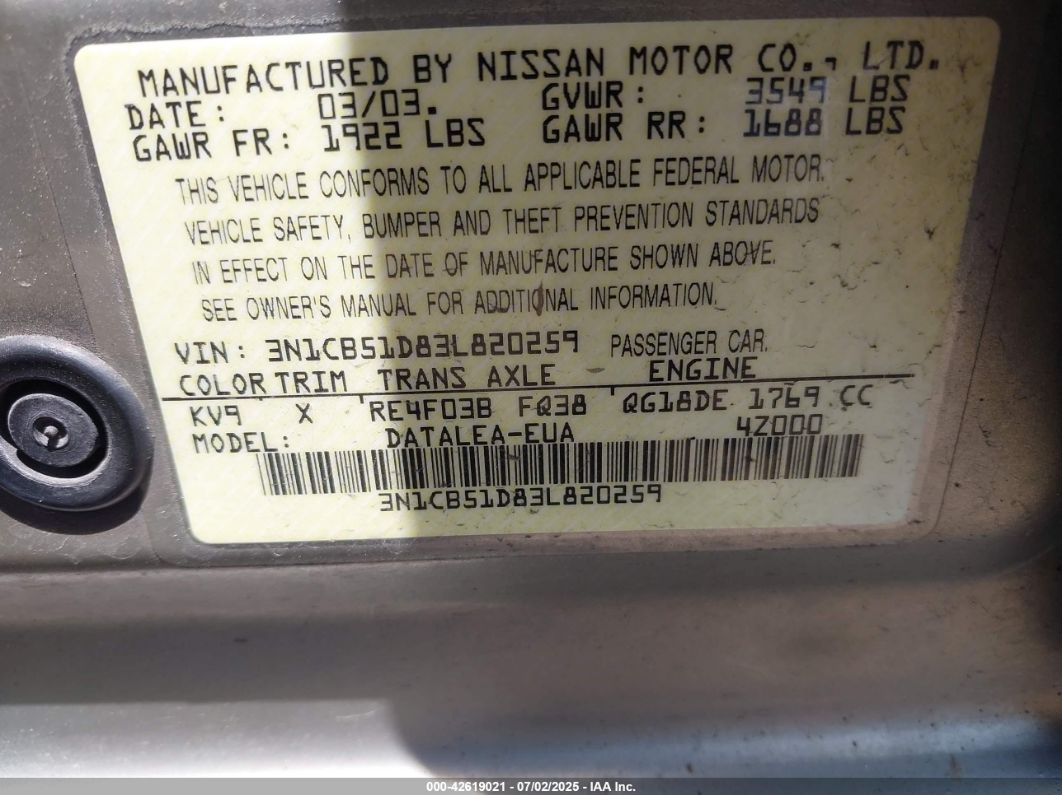 MANUFACTURED BY NISSAN MOTOR CO., LTD.
DATE: 03/03. GVWR: 3549 LBS
GAWR FR: 1922 LBS GAWR RR: 1688 LBS
THIS VEHICLE CONFORMS TO ALL APPLICABLE FEDERAL MOTOR
VEHICLE SAFETY, BUMPER AND THEFT PREVENTION STANDARDS
IN EFFECT ON THE DATE OF MANUFACTURE SHOWN ABOVE.
SEE OWNER'S MANUAL FOR ADDITIONAL INFORMATION.
VIN: 3N1CB51D83L820259 PASSENGER CAR.
COLOR TRIM TRANS AXLE ENGINE
KV9 X RE4F03B FQ38 QG18DE 1769 CC
MODEL: DATALEA-EUA 4Z000
3N1CB51D83L820259
000-42619021 - 07/02/2025 - IAA Inc.